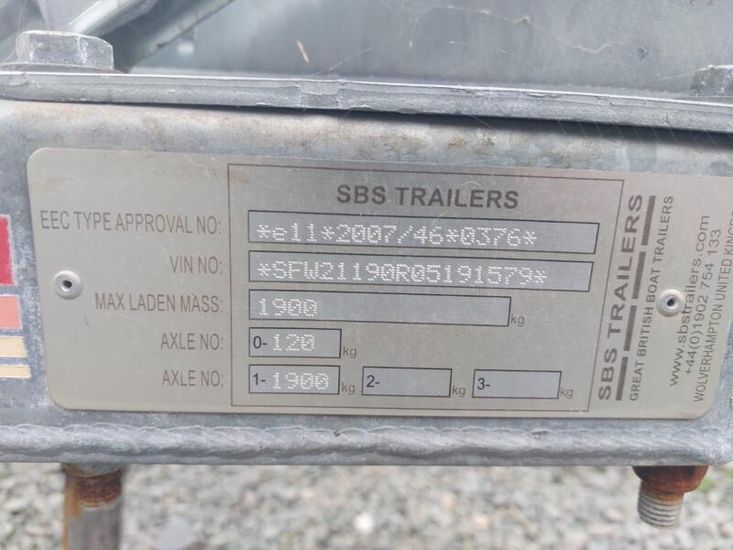 SBS TRAILERS
EEC TYPE APPROVAL NO: *e11*2007/46*0376*
VIN NO: *SFW21190R05191579*
MAX LADEN MASS: 1900 kg
AXLE NO: 0- 120 kg
AXLE NO: 1- 1900 kg 2- kg 3- kg
SBS TRAILERS
GREAT BRITISH BOAT TRAILERS
www.sbstrailers.com
+44(0)1902 754 133
WOLVERHAMPTON UNITED KINGDOM